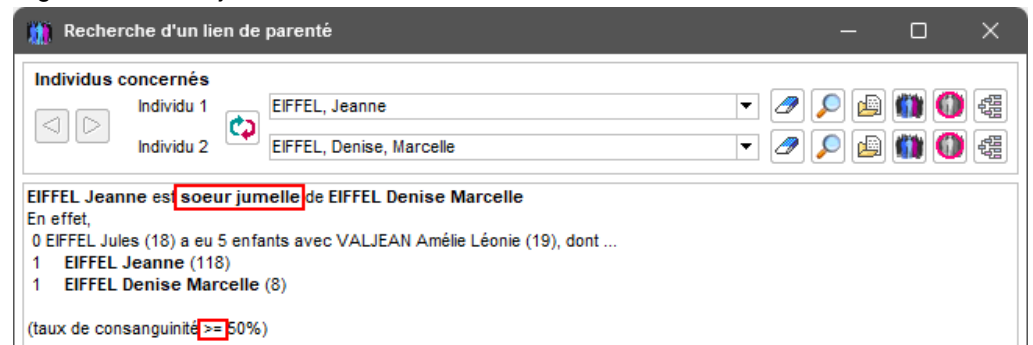 Recherche d'un lien de parenté
Individus concernés
Individu 1 EIFFEL, Jeanne
Individu 2 EIFFEL, Denise, Marcelle
EIFFEL Jeanne est soeur jumelle de EIFFEL Denise Marcelle
En effet,
0 EIFFEL Jules (18) a eu 5 enfants avec VALJEAN Amélie Léonie (19), dont ...
1 EIFFEL Jeanne (118)
1 EIFFEL Denise Marcelle (8)
(taux de consanguinité >= 50%)